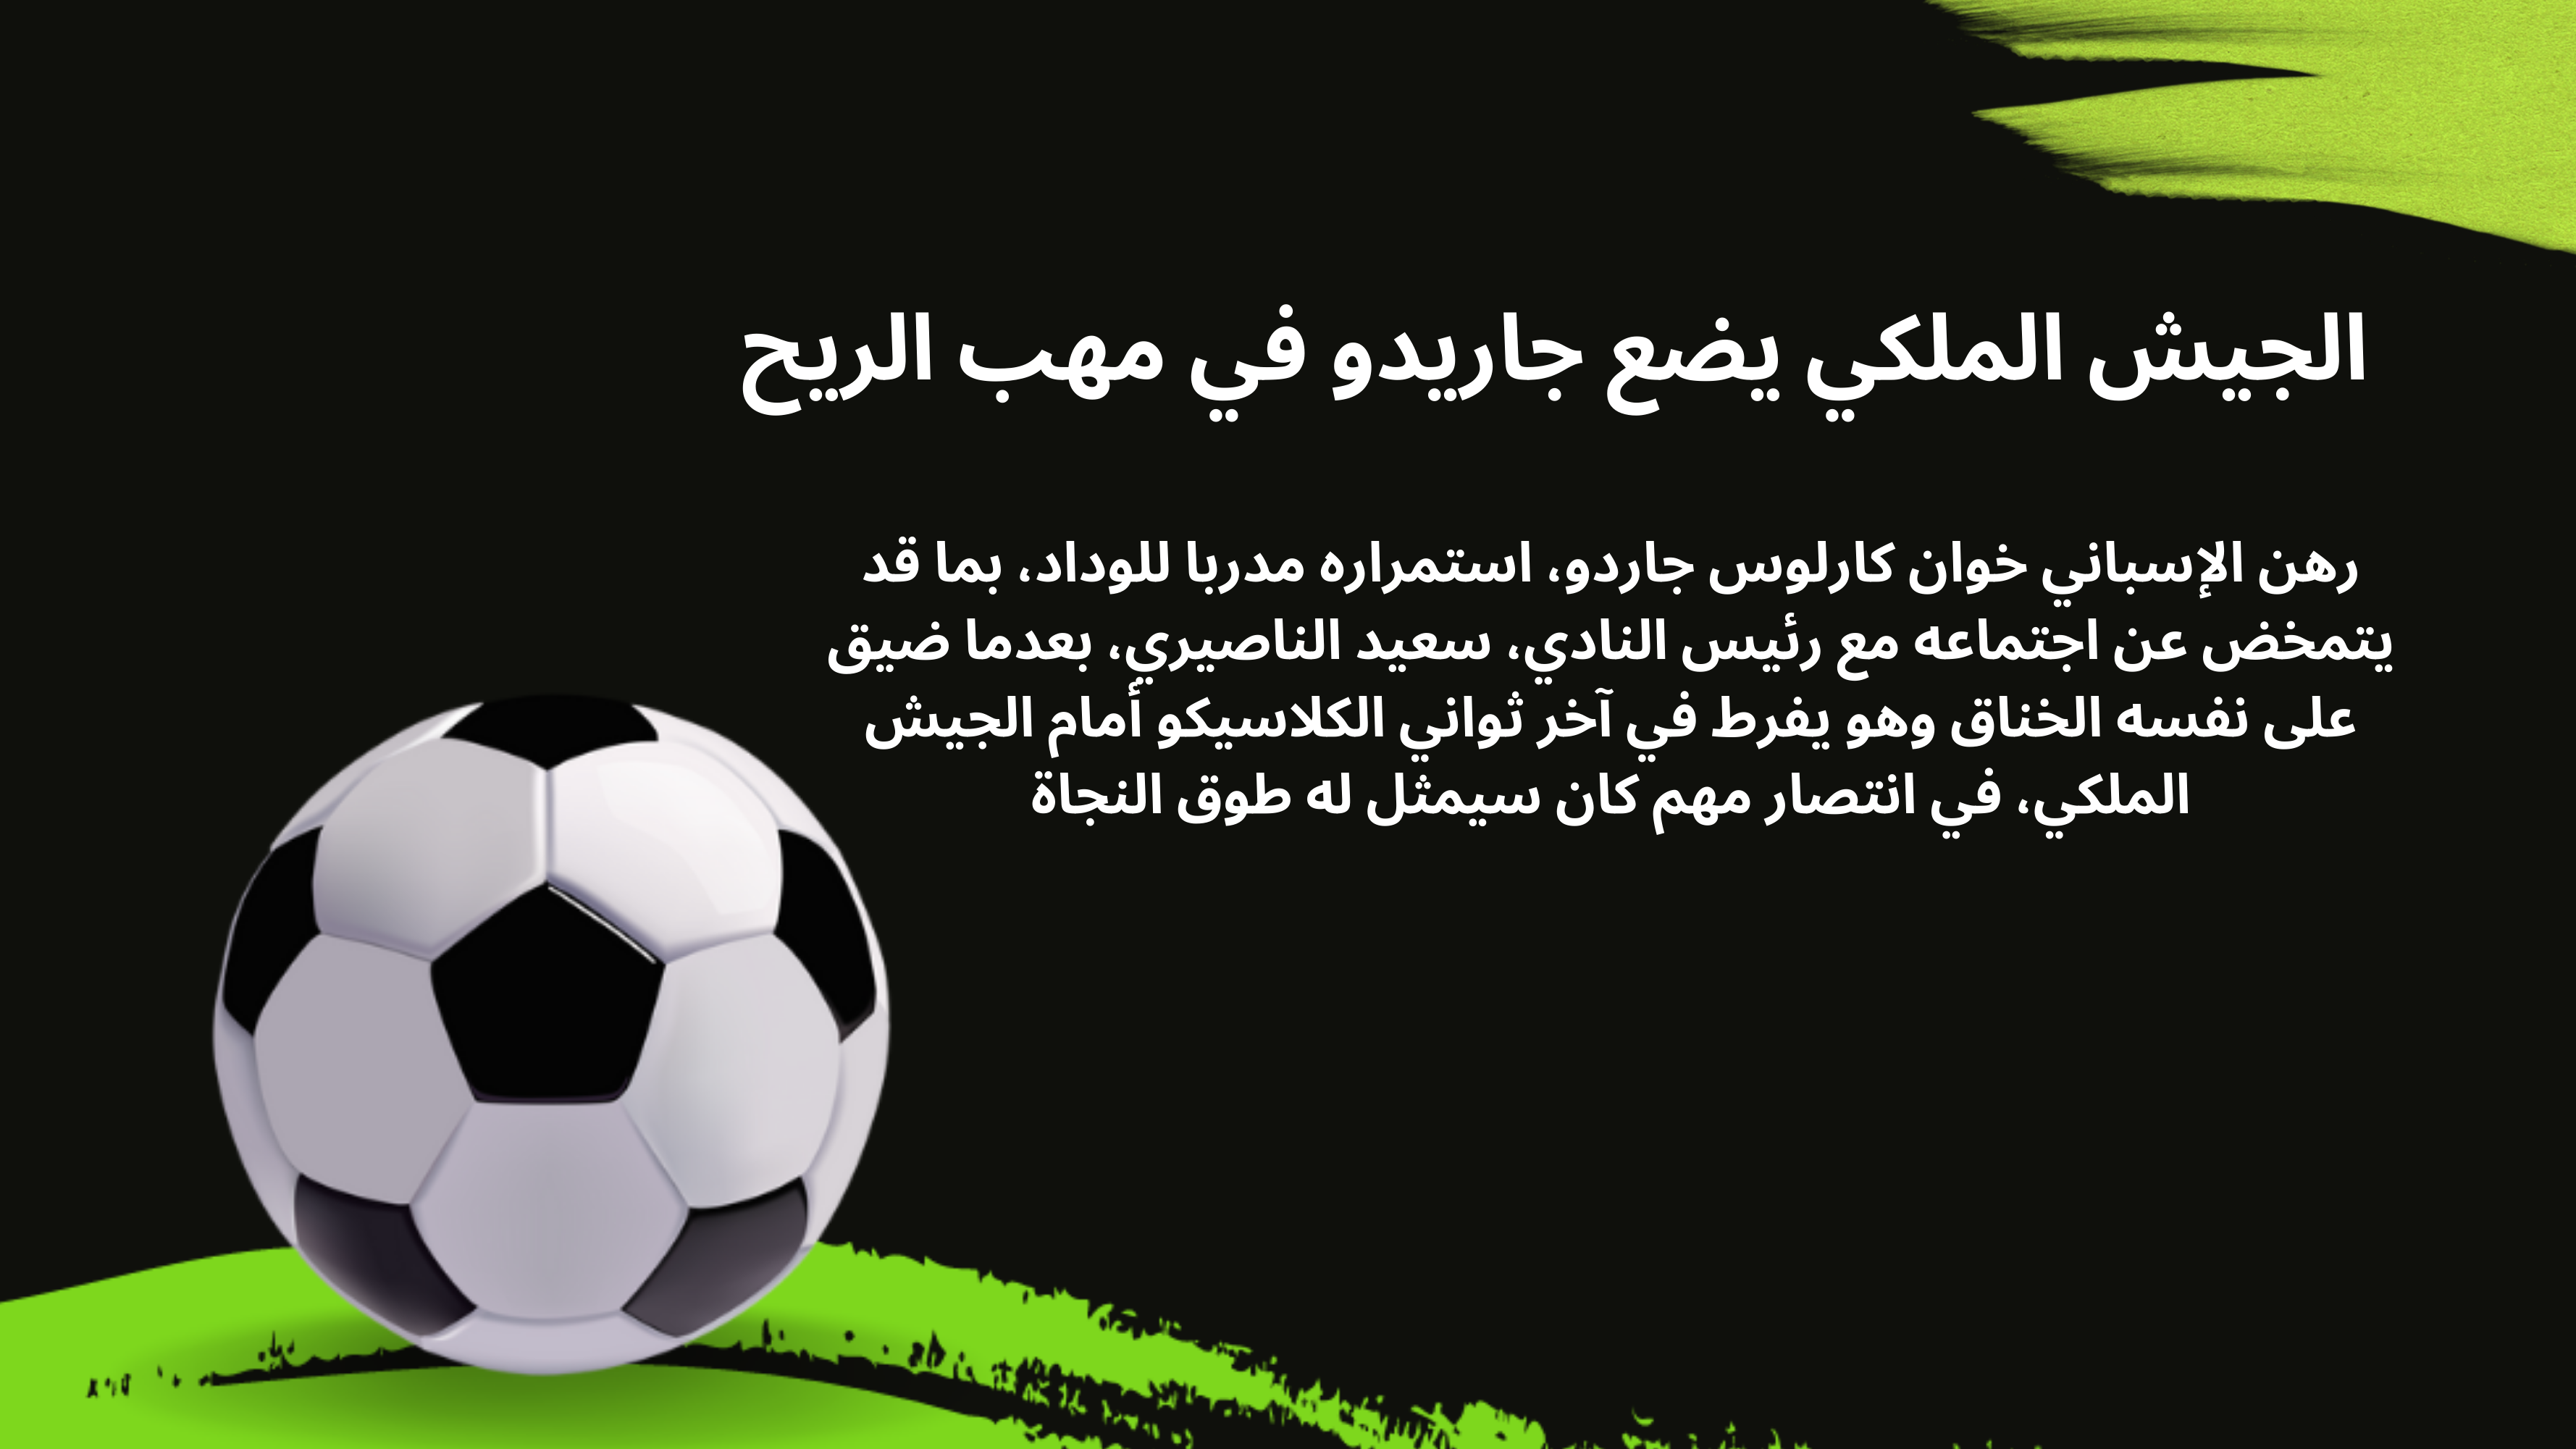 الجيش الملكي يضع جاريدو في مهب الريح
رهن الإسباني خوان كارلوس جاردو، استمراره مدربا للوداد، بما قد
يتمخض عن اجتماعه مع رئيس النادي، سعيد الناصيري، بعدما ضيق
على نفسه الخناق وهو يفرط في آخر ثواني الكلاسيكو أمام الجيش
الملكي، في انتصار مهم كان سيمثل له طوق النجاة